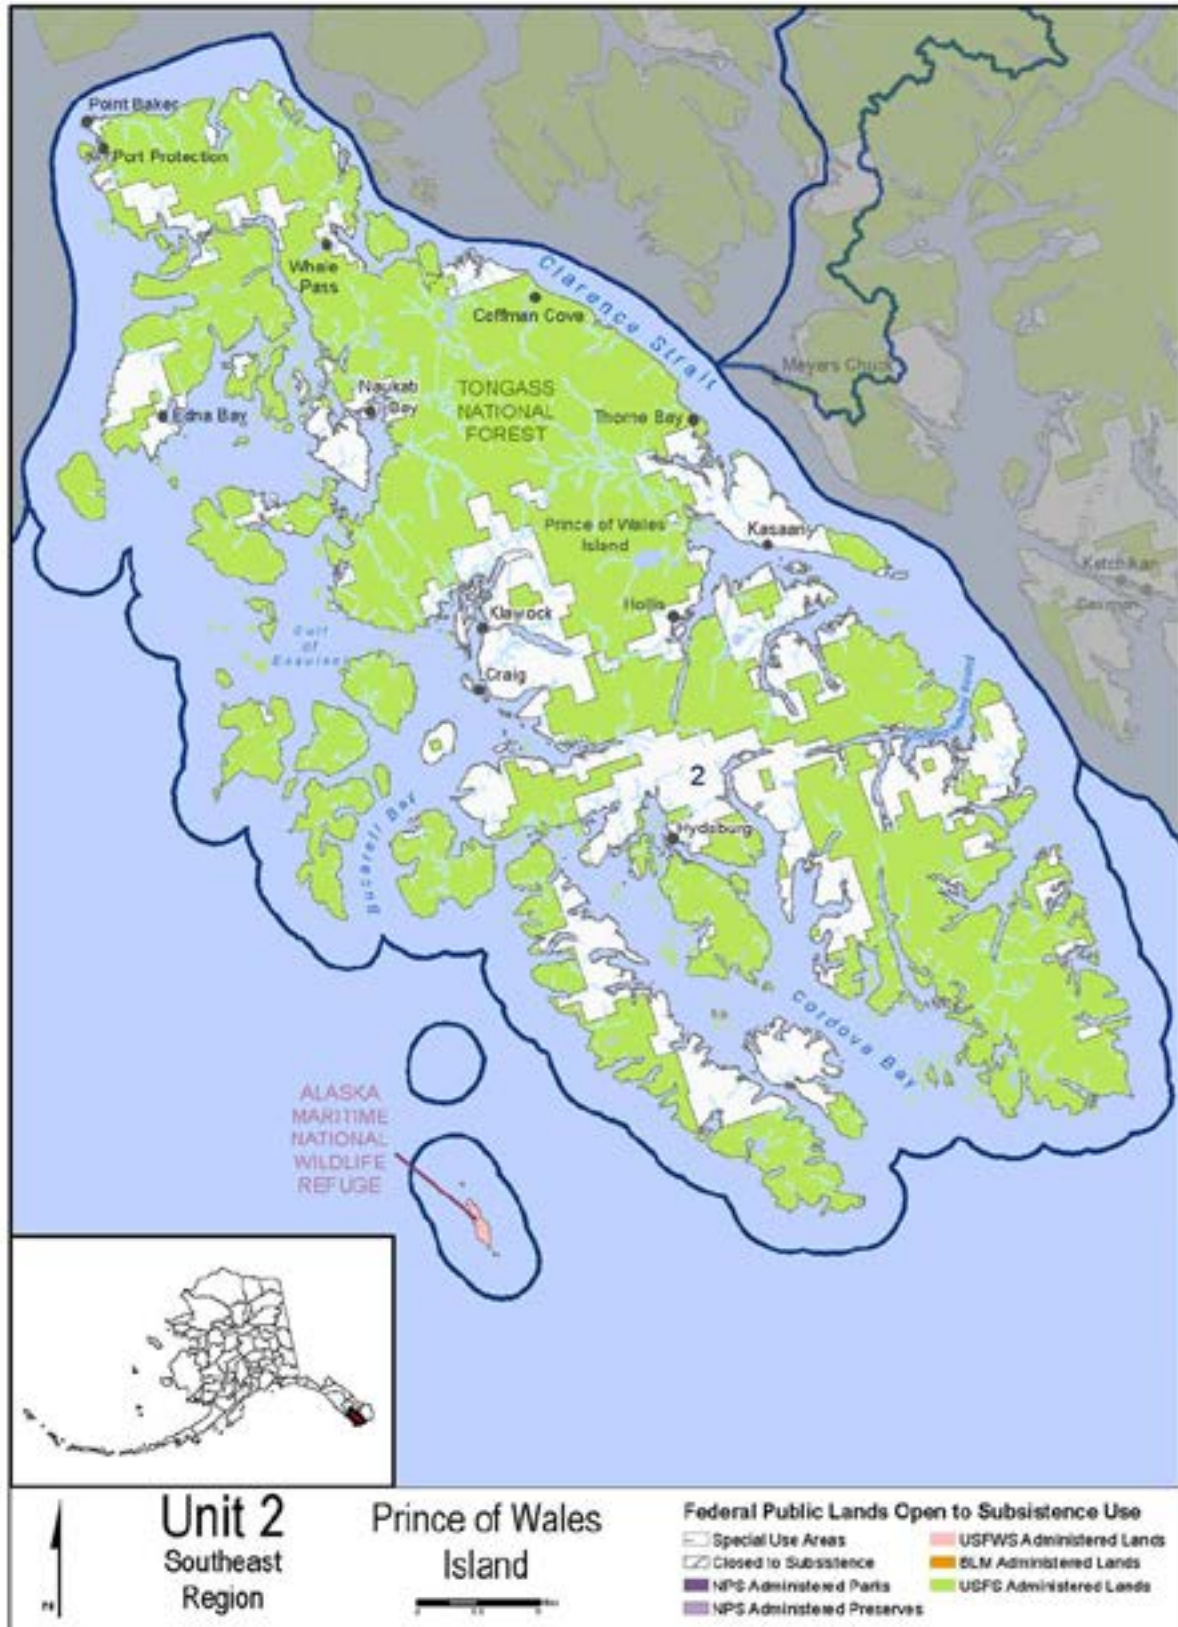 Point Baker
Port Protection
Whale
Pass
Coffman Cove
Clarence Strait
Meyers Chuck
Naukati
Bay
Edna Bay
TONGASS
NATIONAL
FOREST
Thorne Bay
Prince of Wales
Island
Kasaan
Ketchikan
Saxman
Hollis
Klawock
Gulf
of
Esquibel
Craig
Sound
2
Hydaburg
Bucareli Bay
Cordova Bay
ALASKA
MARITIME
NATIONAL
WILDLIFE
REFUGE
N
Unit 2
Southeast
Region
Prince of Wales
Island
Federal Public Lands Open to Subsistence Use
Special Use Areas
Closed to Subsistence
NPS Administered Parks
NPS Administered Preserves
USFWS Administered Lands
BLM Administered Lands
USFS Administered Lands